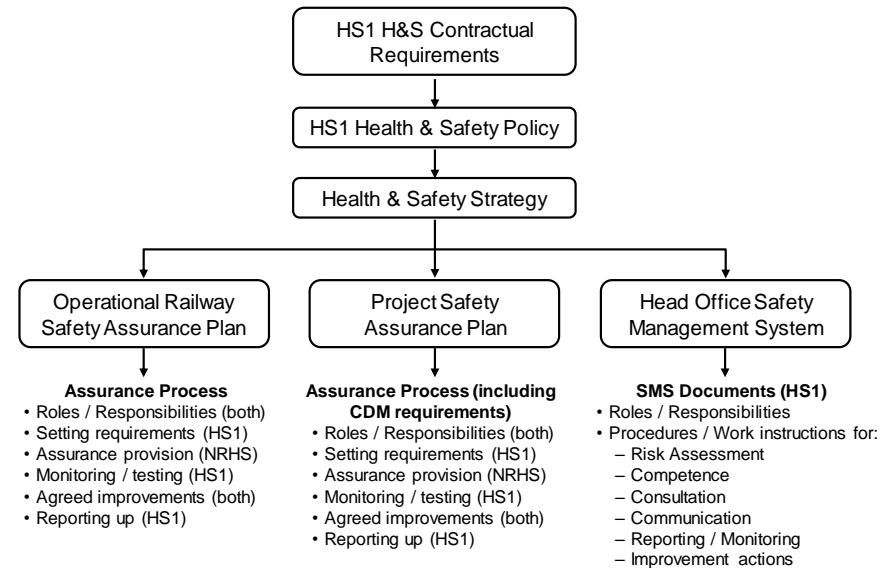 HS1 H&S Contractual
Requirements
HS1 Health & Safety Policy
Health & Safety Strategy
Operational Railway
Safety Assurance Plan
Assurance Process
• Roles / Responsibilities (both)
• Setting requirements (HS1)
• Assurance provision (NRHS)
• Monitoring / testing (HS1)
• Agreed improvements (both)
• Reporting up (HS1)
Project Safety
Assurance Plan
Assurance Process (including
CDM requirements)
• Roles / Responsibilities (both)
• Setting requirements (HS1)
• Assurance provision (NRHS)
• Monitoring / testing (HS1)
• Agreed improvements (both)
• Reporting up (HS1)
Head Office Safety
Management System
SMS Documents (HS1)
• Roles / Responsibilities
• Procedures / Work instructions for:
– Risk Assessment
– Competence
– Consultation
– Communication
– Reporting / Monitoring
– Improvement actions